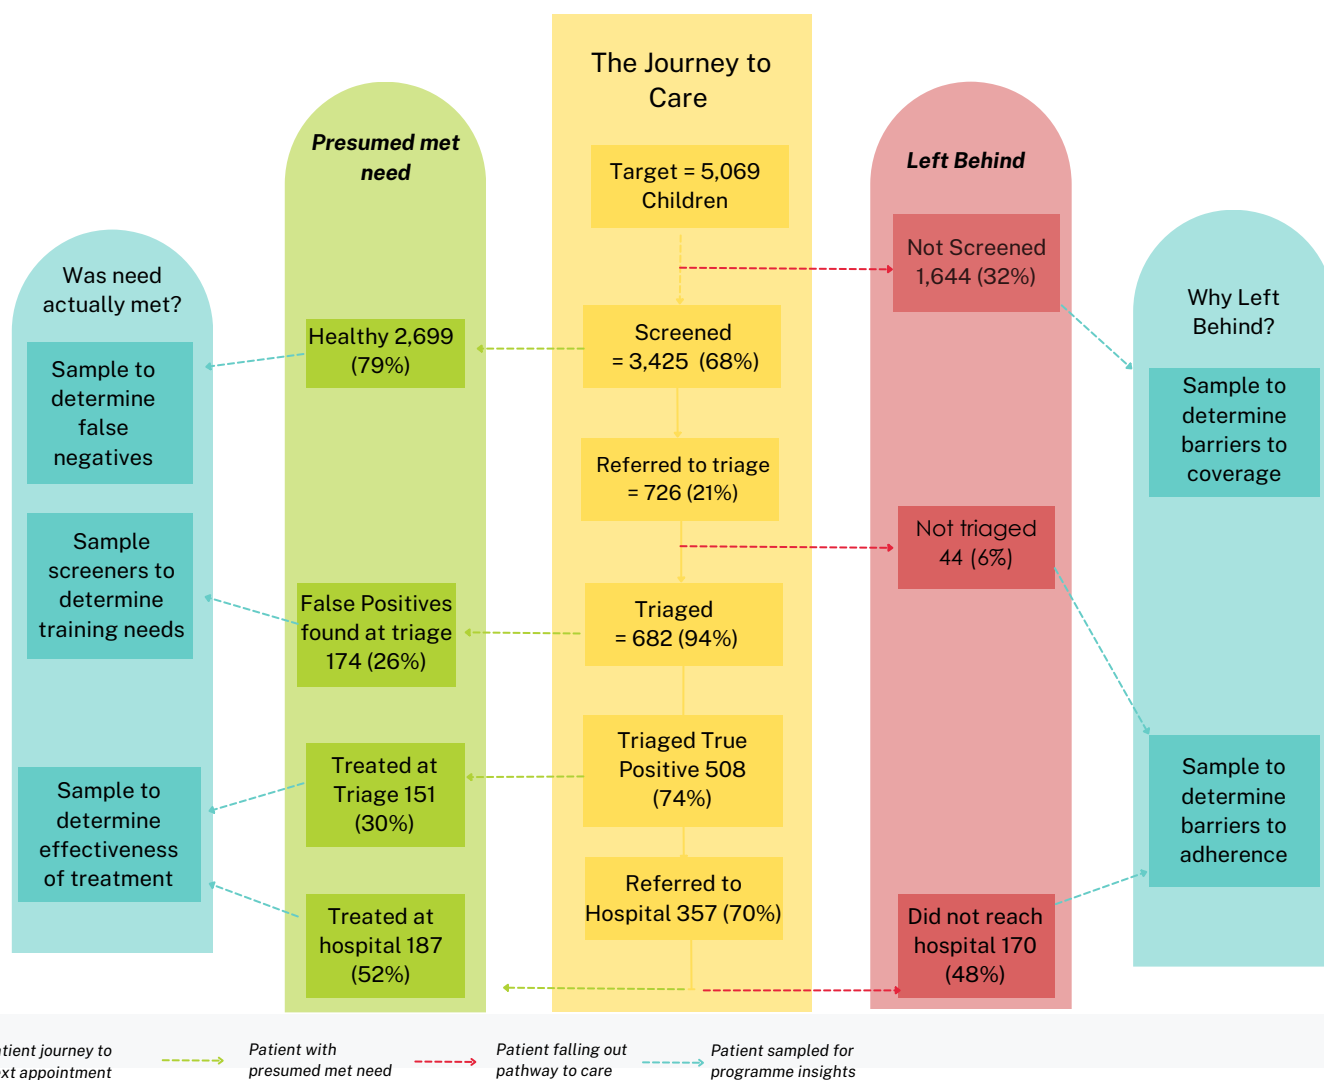 The Journey to
Care
Presumed met
need
Left Behind
Was need
actually met?
Why Left
Behind?
Target = 5,069
Children
Not Screened
1,644 (32%)
Screened
= 3,425 (68%)
Healthy 2,699
(79%)
Sample to
determine
false
negatives
Sample to
determine
barriers to
coverage
Referred to triage
= 726 (21%)
Not triaged
44 (6%)
Triaged
= 682 (94%)
False Positives
found at triage
174 (26%)
Sample
screeners to
determine
training needs
Triaged True
Positive 508
(74%)
Treated at
Triage 151
(30%)
Sample to
determine
effectiveness
of treatment
Sample to
determine
barriers to
adherence
Referred to
Hospital 357 (70%)
Treated at
hospital 187
(52%)
Did not reach
hospital 170
(48%)
tient journey to
xt appointment
Patient with
presumed met need
Patient falling out
pathway to care
Patient sampled for
programme insights